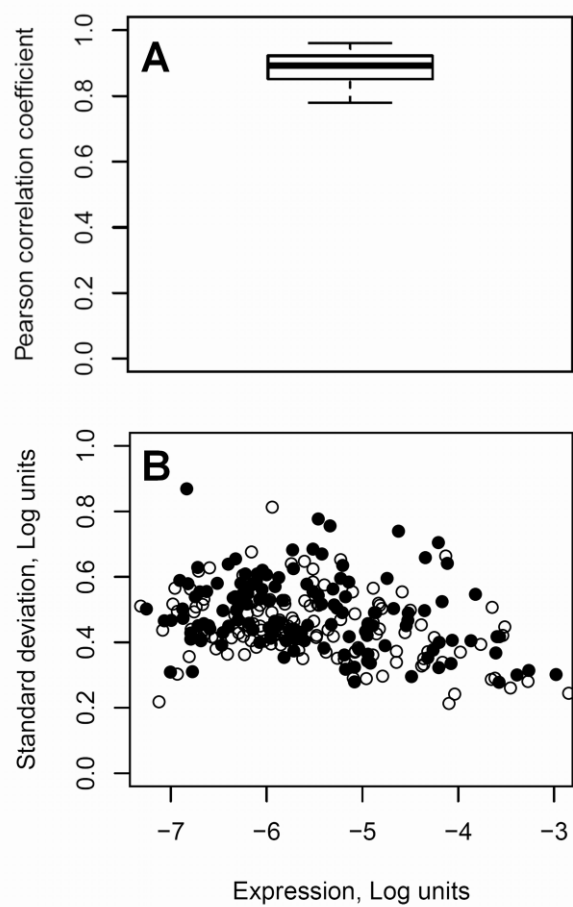 A
Pearson correlation coefficient
1.0
0.8
0.6
0.4
0.2
0.0
B
Standard deviation, Log units
1.0
0.8
0.6
0.4
0.2
0.0
−7 −6 −5 −4 −3
Expression, Log units